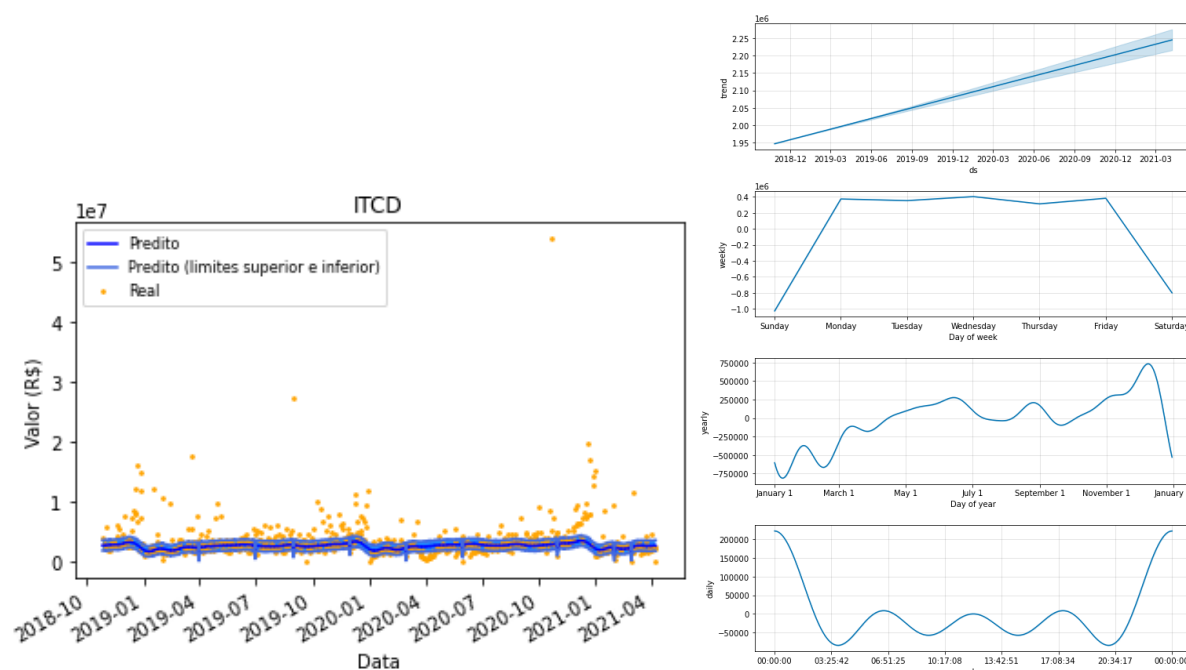 ITCD
1e7
Predito
Predito (limites superior e inferior)
Real
5
4
3
2
1
0
Valor (R$)
2018-10
2019-01
2019-04
2019-07
2019-10
2020-01
2020-04
2020-07
2020-10
2021-01
2021-04
Data
1e6
2.25
2.20
2.15
2.10
2.05
2.00
1.95
trend
2018-12 2019-03 2019-06 2019-09 2019-12 2020-03 2020-06 2020-09 2020-12 2021-03
ds
1e6
0.4
0.2
0.0
−0.2
−0.4
−0.6
−0.8
−1.0
weekly
Sunday Monday Tuesday Wednesday Thursday Friday Saturday
Day of week
750000
500000
250000
0
−250000
−500000
−750000
yearly
January 1 March 1 May 1 July 1 September 1 November 1 January
Day of year
200000
150000
100000
50000
0
−50000
daily
00:00:00 03:25:42 06:51:25 10:17:08 13:42:51 17:08:34 20:34:17 00:00:00